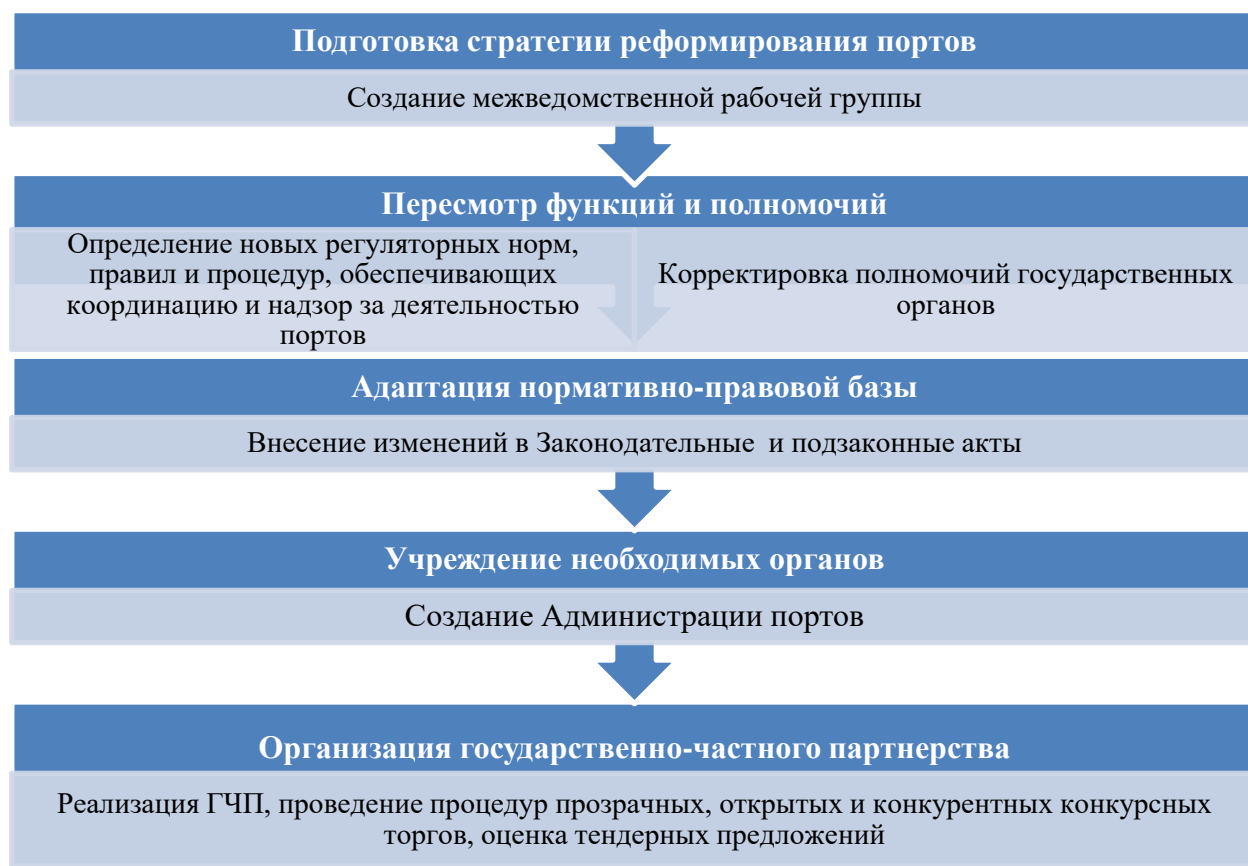 Подготовка стратегии реформирования портов
Создание межведомственной рабочей группы
Пересмотр функций и полномочий
Определение новых регуляторных норм,
правил и процедур, обеспечивающих
координацию и надзор за деятельностью
портов
Корректировка полномочий государственных
органов
Адаптация нормативно-правовой базы
Внесение изменений в Законодательные и подзаконные акты
Учреждение необходимых органов
Создание Администрации портов
Организация государственно-частного партнерства
Реализация ГЧП, проведение процедур прозрачных, открытых и конкурентных конкурсных
торгов, оценка тендерных предложений